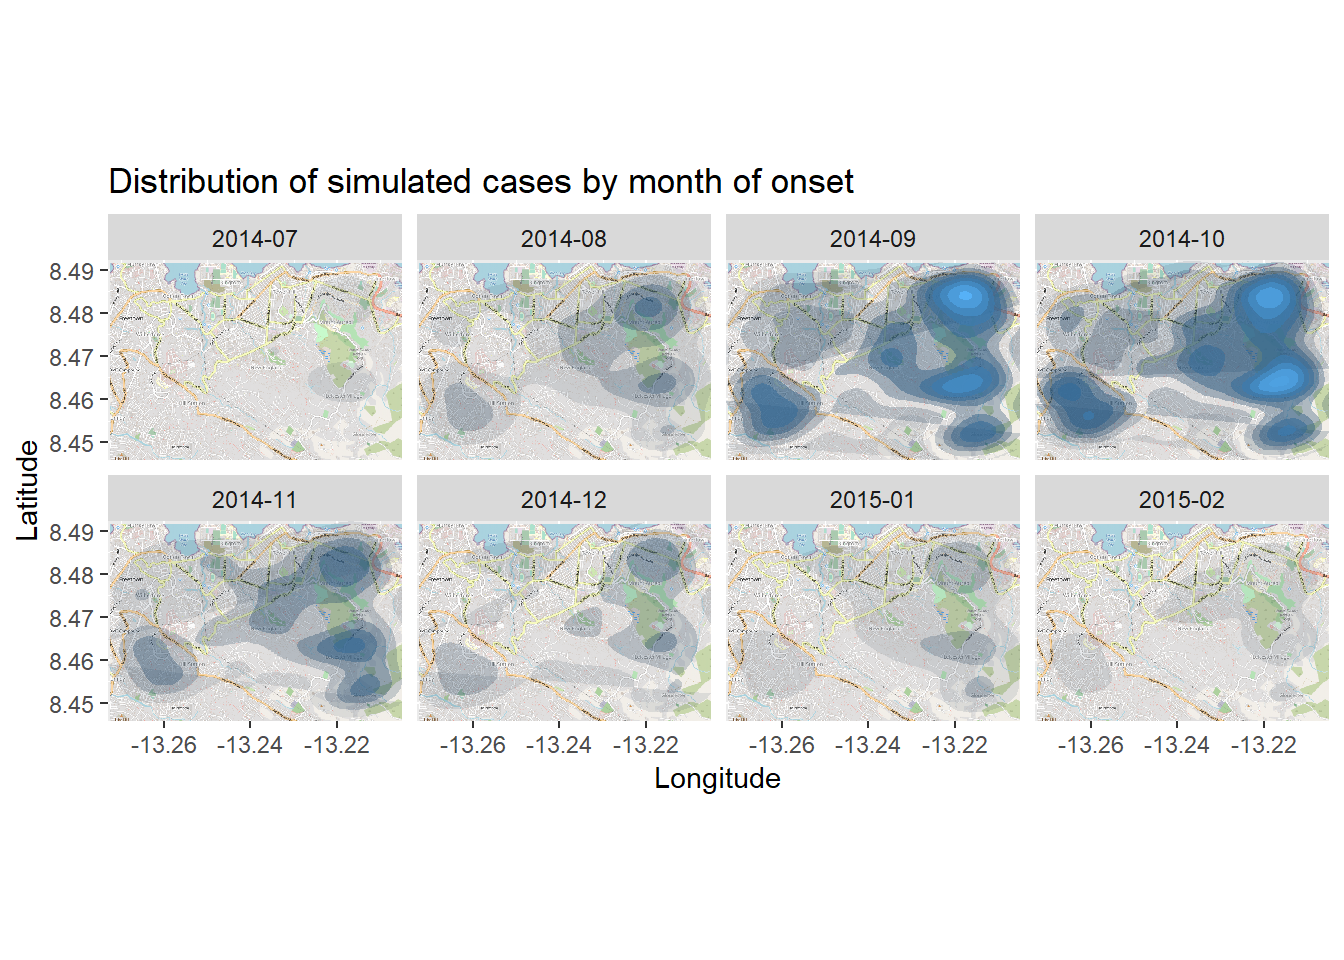 Distribution of simulated cases by month of onset
2014-07 2014-08 2014-09 2014-10
8.49
8.48
8.47
8.46
8.45
Latitude
2014-11 2014-12 2015-01 2015-02
8.49
8.48
8.47
8.46
8.45
-13.26 -13.24 -13.22 -13.26 -13.24 -13.22 -13.26 -13.24 -13.22 -13.26 -13.24 -13.22
Longitude